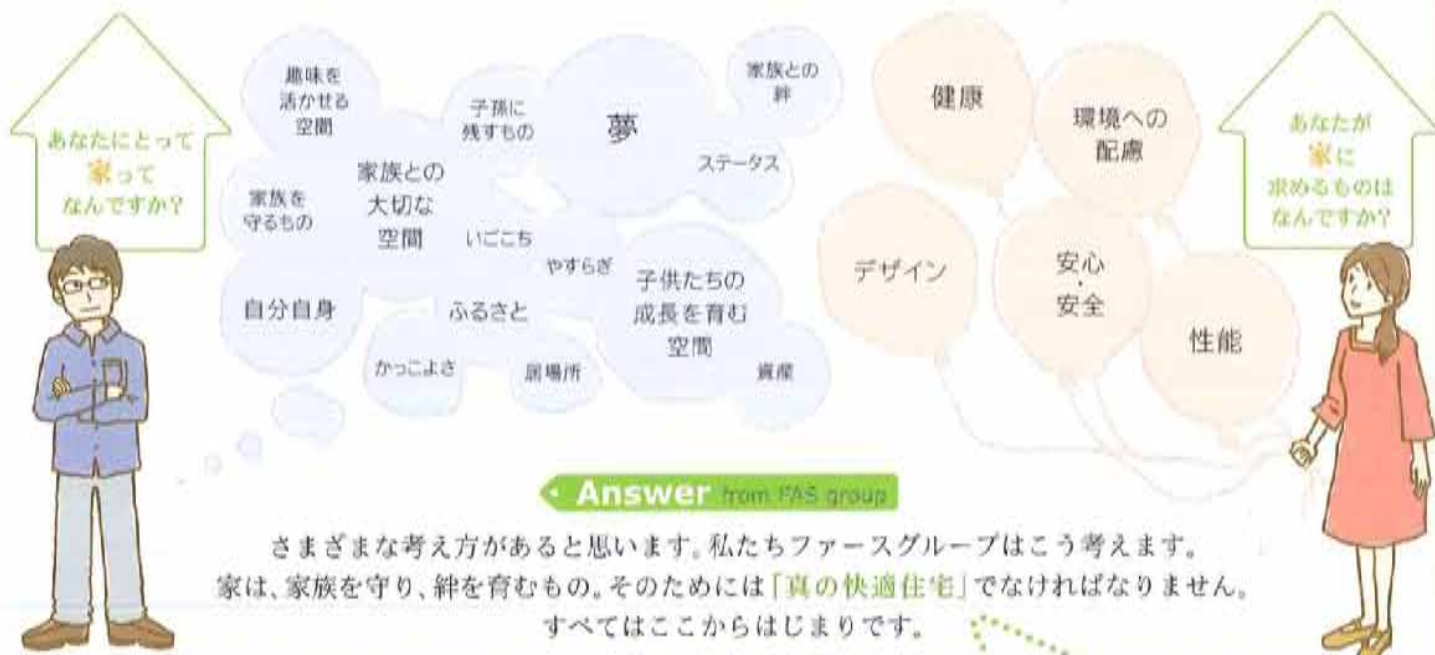 あなたにとって
家って
なんですか?
趣味を
活かせる
空間
子孫に
残すもの
夢
家族との
絆
ステータス
家族を
守るもの
家族との
大切な
空間
いごこち
やすらぎ
自分自身
ふるさと
子供たちの
成長を育む
空間
かっこよさ
居場所
資産
健康
環境への
配慮
デザイン
安心
・
安全
性能
あなたが
家に
求めるものは
なんですか?
Answer from FAS group
さまざまな考え方があると思います。私たちファースグループはこう考えます。
家は、家族を守り、絆を育むもの。そのためには「真の快適住宅」でなければなりません。
すべてはここからはじまりです。